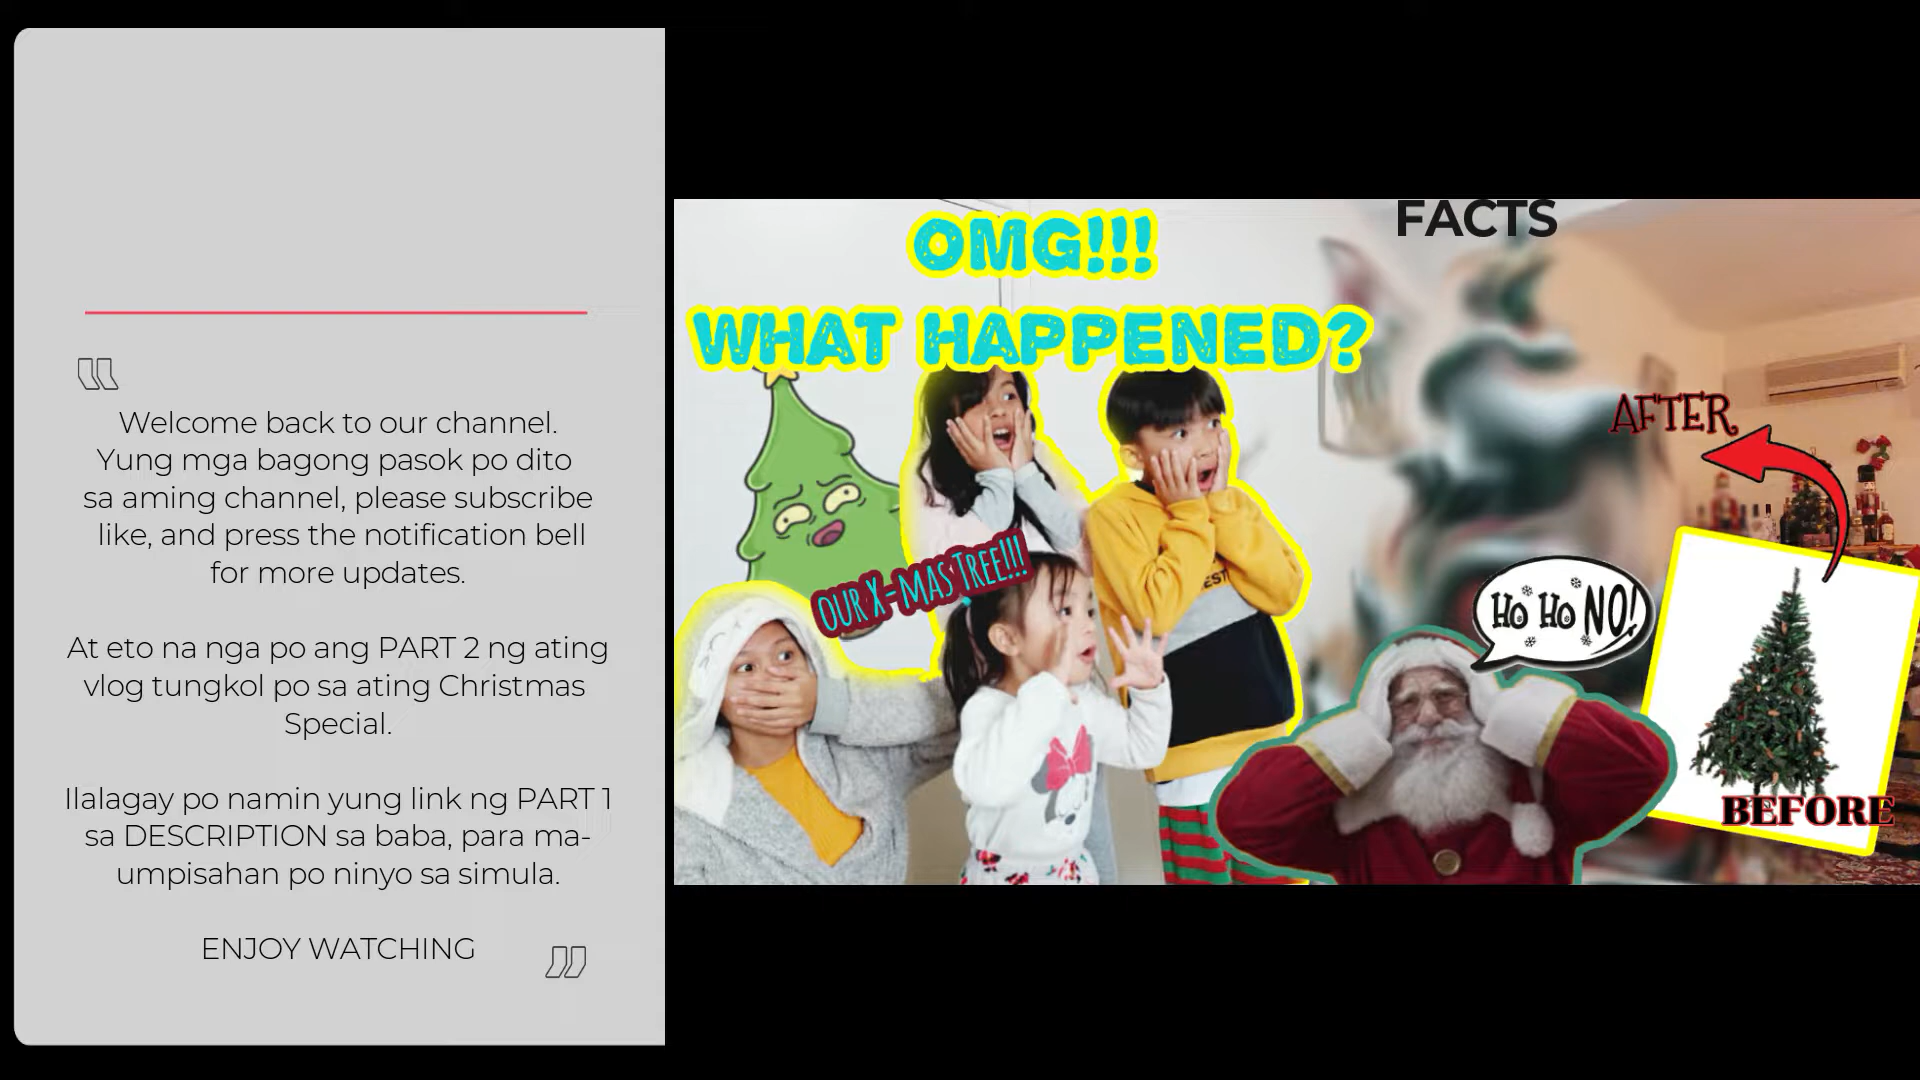 Welcome back to our channel.
Yung mga bagong pasok po dito
sa aming channel, please subscribe
like, and press the notification bell
for more updates.
At eto na nga po ang PART 2 ng ating
vlog tungkol po sa ating Christmas
Special.
Ilalagay po namin yung link ng PART 1
sa DESCRIPTION sa baba, para ma-
umpisahan po ninyo sa simula.
ENJOY WATCHING
FACTS
OMG!!!
WHAT HAPPENED?
OUR X-MAS TREE!!!
AFTER
HO HO NO!
BEFORE